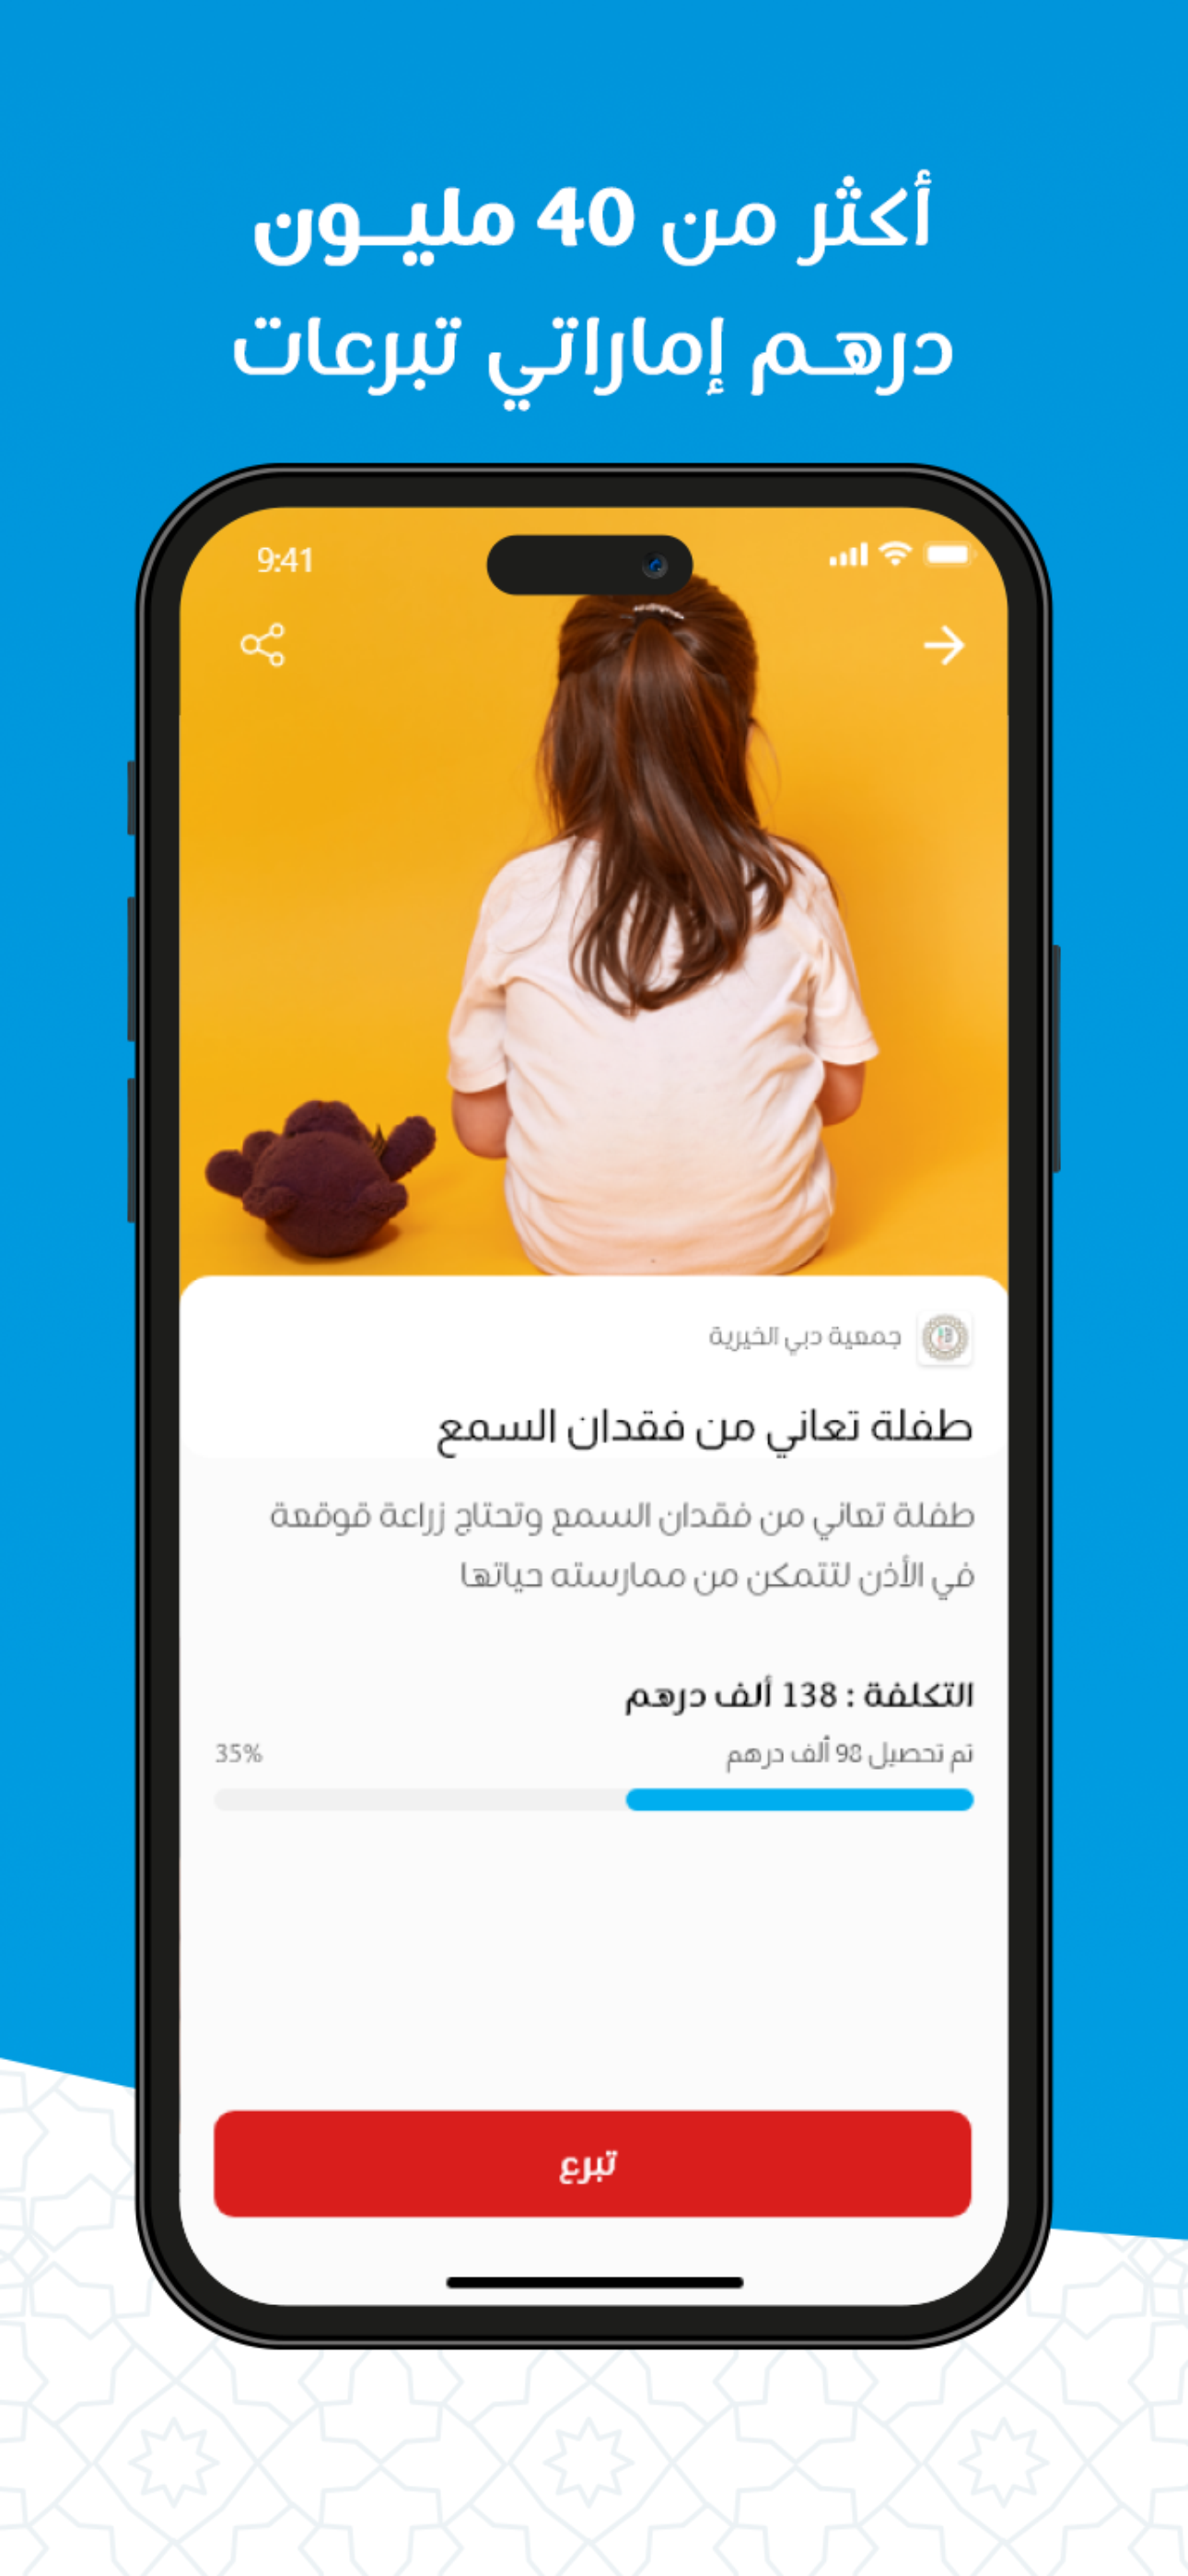 أكثر من 40 مليـون
درهـم إماراتي تبرعات
9:41
جمعية دبي الخيرية
طفلة تعاني من فقدان السمع
طفلة تعاني من فقدان السمع وتحتاج زراعة قوقعة
في الأذن لتتمكن من ممارسته حياتها
التكلفة : 138 ألف درهم
تم تحصيل 98 ألف درهم 35%
تبرع